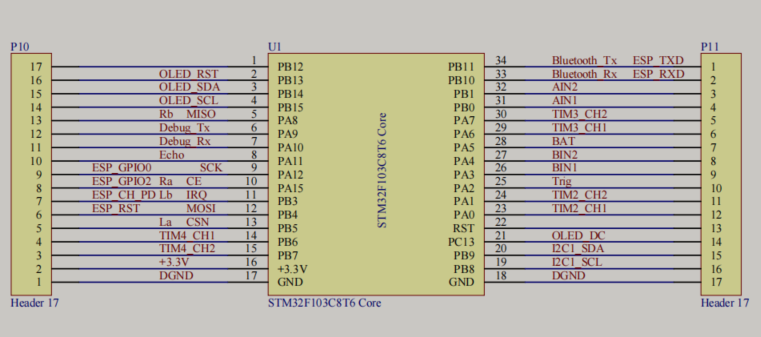 P10 U1 P11
17 1 PB12 PB11 34 Bluetooth_Tx ESP_TXD 1
16 OLED_RST 2 PB13 PB10 33 Bluetooth_Rx ESP_RXD 2
15 OLED_SDA 3 PB14 PB1 32 AIN2 3
14 OLED_SCL 4 PB15 PB0 31 AIN1 4
13 Rb MISO 5 PA8 PA7 30 TIM3_CH2 5
12 Debug_Tx 6 PA9 PA6 29 TIM3_CH1 6
11 Debug_Rx 7 PA10 PA5 28 BAT 7
10 Echo 8 PA11 PA4 27 BIN2 8
9 ESP_GPIO0 SCK 9 PA12 PA3 26 BIN1 9
8 ESP_GPIO2 Ra CE 10 PA15 PA2 25 Trig 10
7 ESP_CH_PD Lb IRQ 11 PB3 PA1 24 TIM2_CH2 11
6 ESP_RST MOSI 12 PB4 PA0 23 TIM2_CH1 12
5 La CSN 13 PB5 RST 22 13
4 TIM4_CH1 14 PB6 PC13 21 OLED_DC 14
3 TIM4_CH2 15 PB7 PB9 20 I2C1_SDA 15
2 +3.3V 16 +3.3V PB8 19 I2C1_SCL 16
1 DGND 17 GND GND 18 DGND 17
STM32F103C8T6 Core
Header 17 STM32F103C8T6 Core Header 17